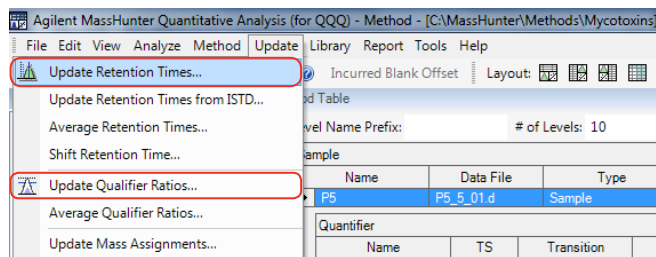 Agilent MassHunter Quantitative Analysis (for QQQ) - Method - [C:\MassHunter\Methods\Mycotoxins]
File Edit View Analyze Method Update Library Report Tools Help
Update Retention Times... Incurred Blank Offset Layout:
Update Retention Times from ISTD... Table
Average Retention Times... Name Prefix: # of Levels: 10
Shift Retention Time...
Name Data File Type
Update Qualifier Ratios... P5 P5_5_01.d Sample
Average Qualifier Ratios... Quantifier
Update Mass Assignments... Name TS Transition